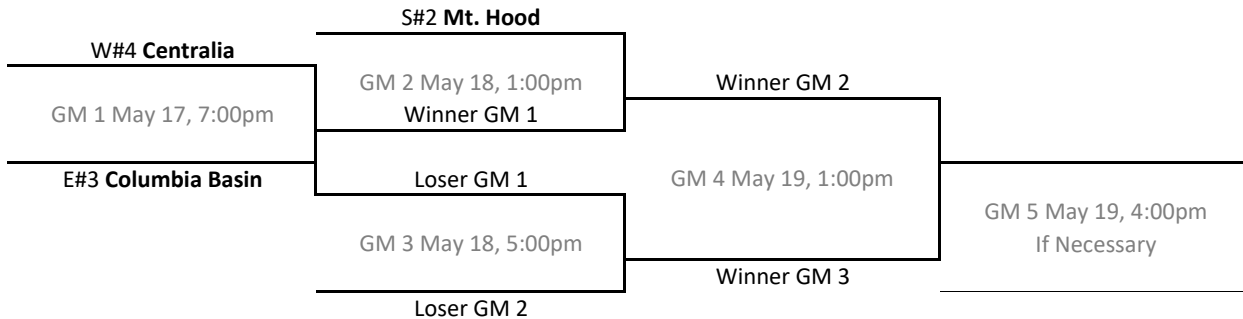 S#2 Mt. Hood
W#4 Centralia
GM 2 May 18, 1:00pm
Winner GM 2
GM 1 May 17, 7:00pm
Winner GM 1
E#3 Columbia Basin
Loser GM 1
GM 4 May 19, 1:00pm
GM 5 May 19, 4:00pm
If Necessary
GM 3 May 18, 5:00pm
Winner GM 3
Loser GM 2